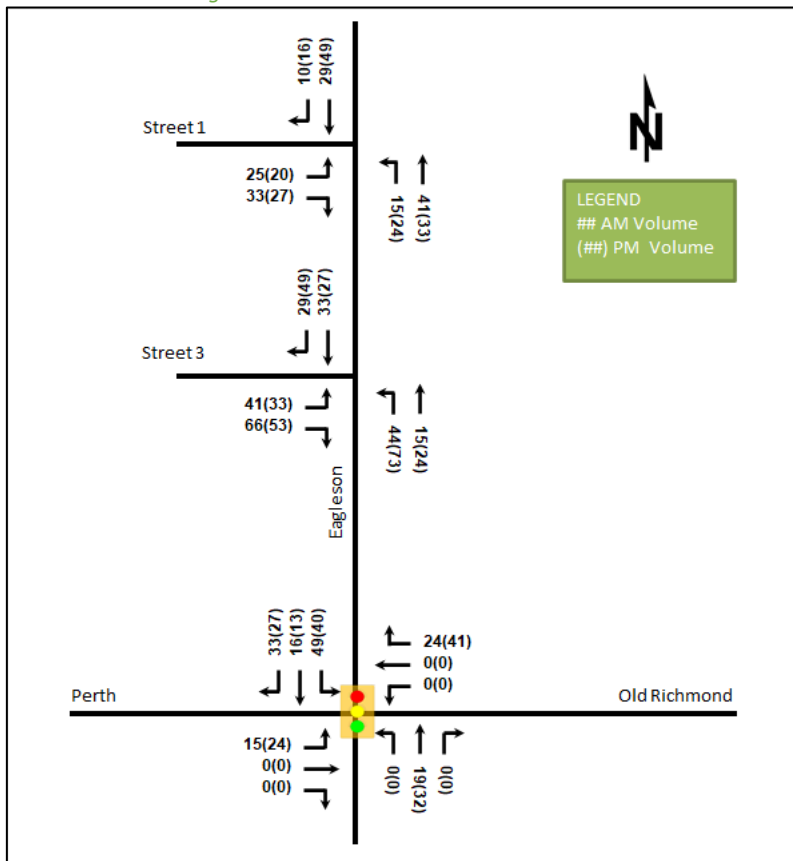 10(16)
29(49)
Street 1
25(20)
33(27)
15(24)
41(33)
N
LEGEND
## AM Volume
(##) PM Volume
29(49)
33(27)
Street 3
41(33)
66(53)
44(73)
15(24)
Eagleson
33(27)
16(13)
49(40)
24(41)
0(0)
0(0)
Perth
Old Richmond
15(24)
0(0)
0(0)
0(0)
19(32)
0(0)